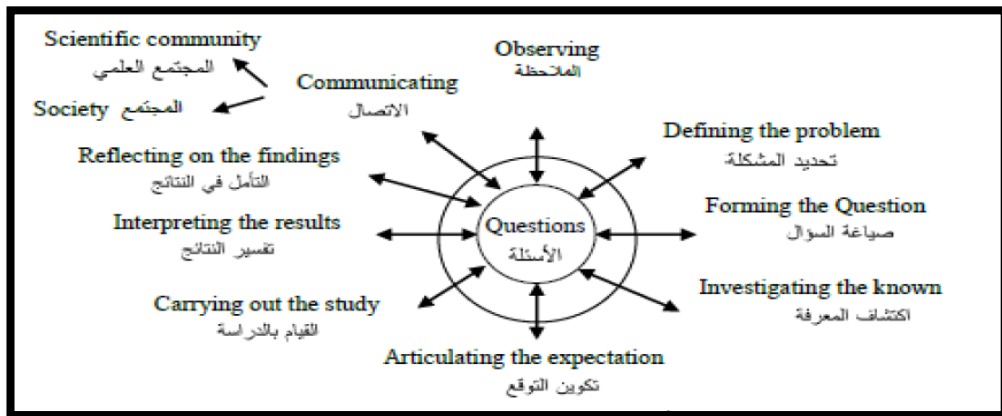 Scientific community
المجتمع العلمي
Society المجتمع
Communicating
الاتصال
Observing
الملاحظة
Defining the problem
تحديد المشكلة
Reflecting on the findings
التأمل في النتائج
Forming the Question
صياغة السؤال
Interpreting the results
تفسير النتائج
Questions
الأسئلة
Investigating the known
اكتشاف المعرفة
Carrying out the study
القيام بالدراسة
Articulating the expectation
تكوين التوقع